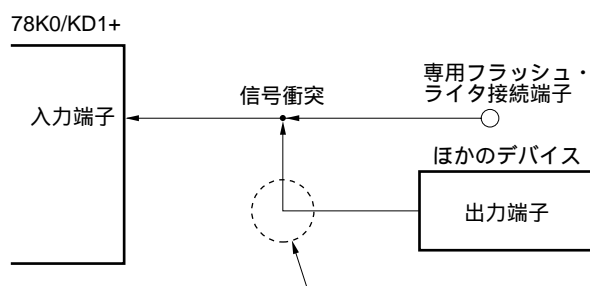 78K0/KD1+
入力端子
信号衝突
専用フラッシュ・
ライタ接続端子
ほかのデバイス
出力端子